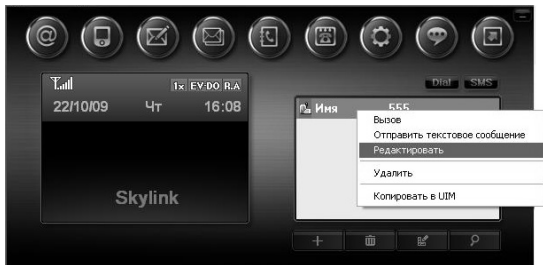 1x EV-DO R.A
22/10/09 Чт 16:08
Skylink
Dial SMS
Имя 555
Вызов
Отправить текстовое сообщение
Редактировать
Удалить
Копировать в UIM